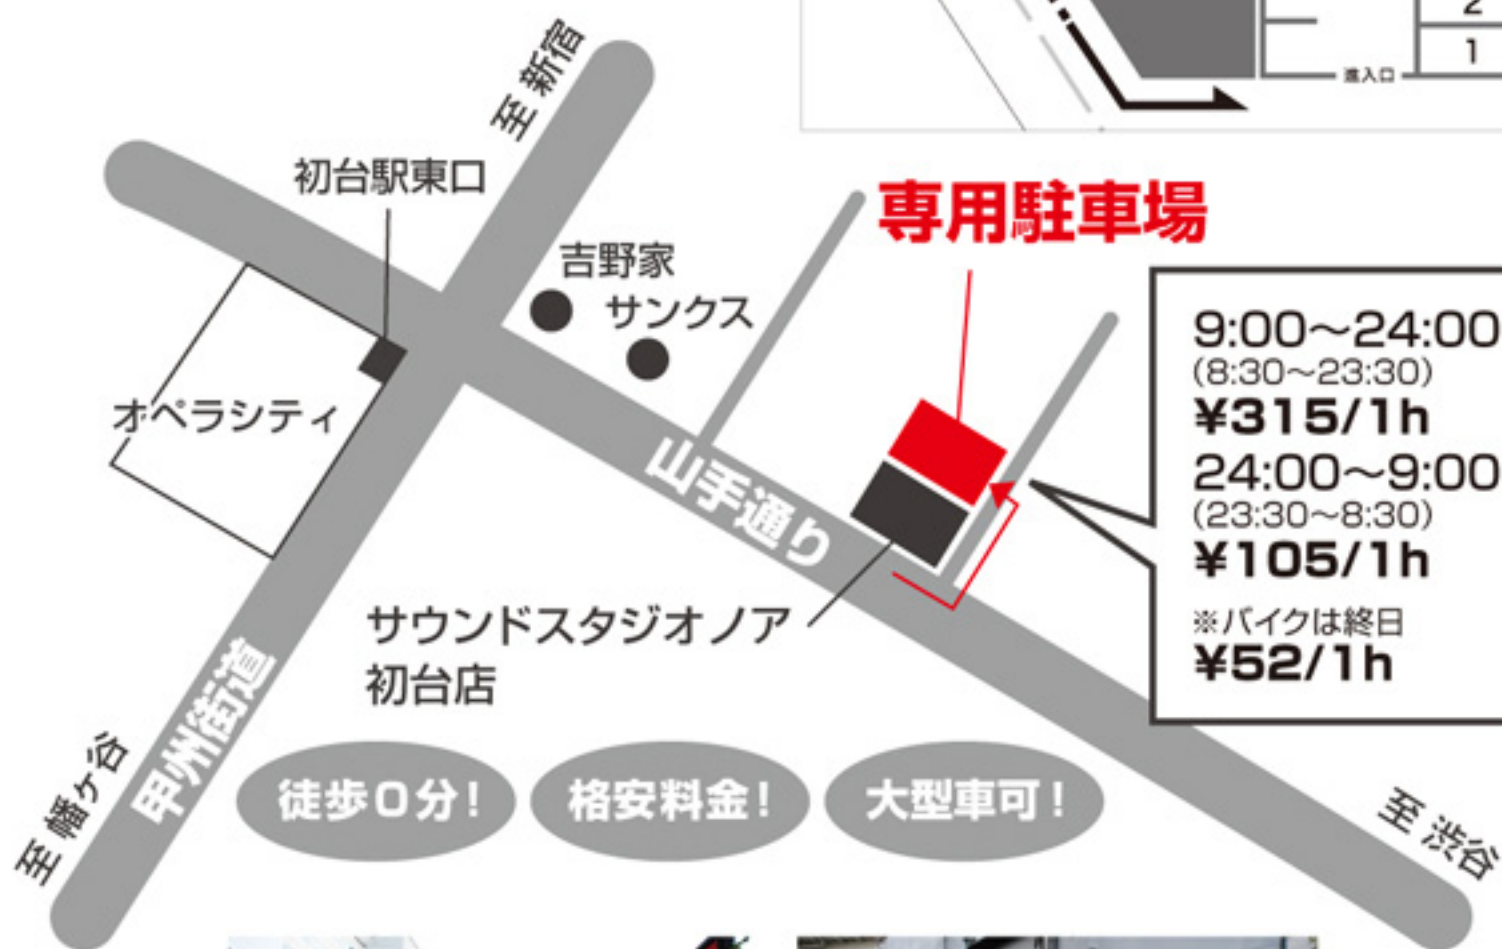 2
1
進入口
至 新宿
初台駅東口
吉野家
サンクス
専用駐車場
オペラシティ
9:00～24:00
(8:30～23:30)
¥315/1h
24:00～9:00
(23:30～8:30)
¥105/1h
※バイクは終日
¥52/1h
山手通り
サウンドスタジオノア
初台店
甲州街道
至 幡ヶ谷
徒歩0分！
格安料金！
大型車可！
至 渋谷